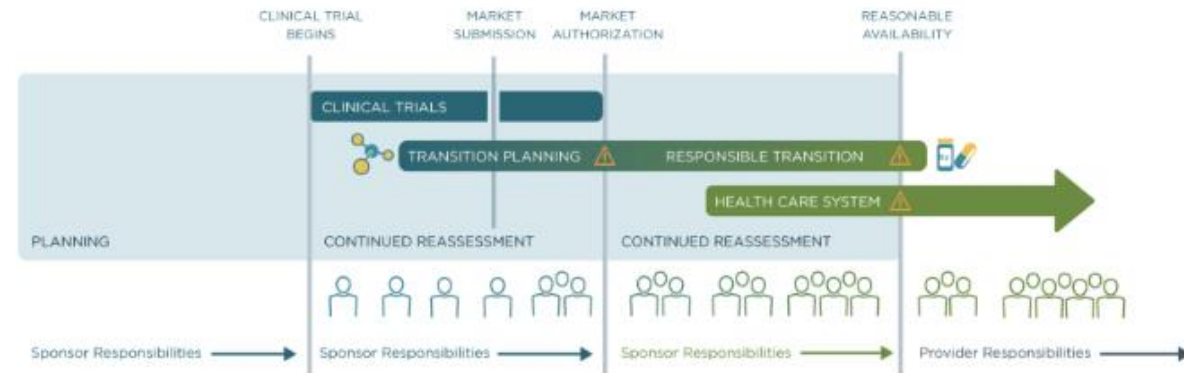 CLINICAL TRIAL
BEGINS
MARKET
SUBMISSION
MARKET
AUTHORIZATION
REASONABLE
AVAILABILITY
CLINICAL TRIALS
TRANSITION PLANNING
RESPONSIBLE TRANSITION
HEALTH CARE SYSTEM
PLANNING
CONTINUED REASSESSMENT
CONTINUED REASSESSMENT
Sponsor Responsibilities
Sponsor Responsibilities
Sponsor Responsibilities
Provider Responsibilities